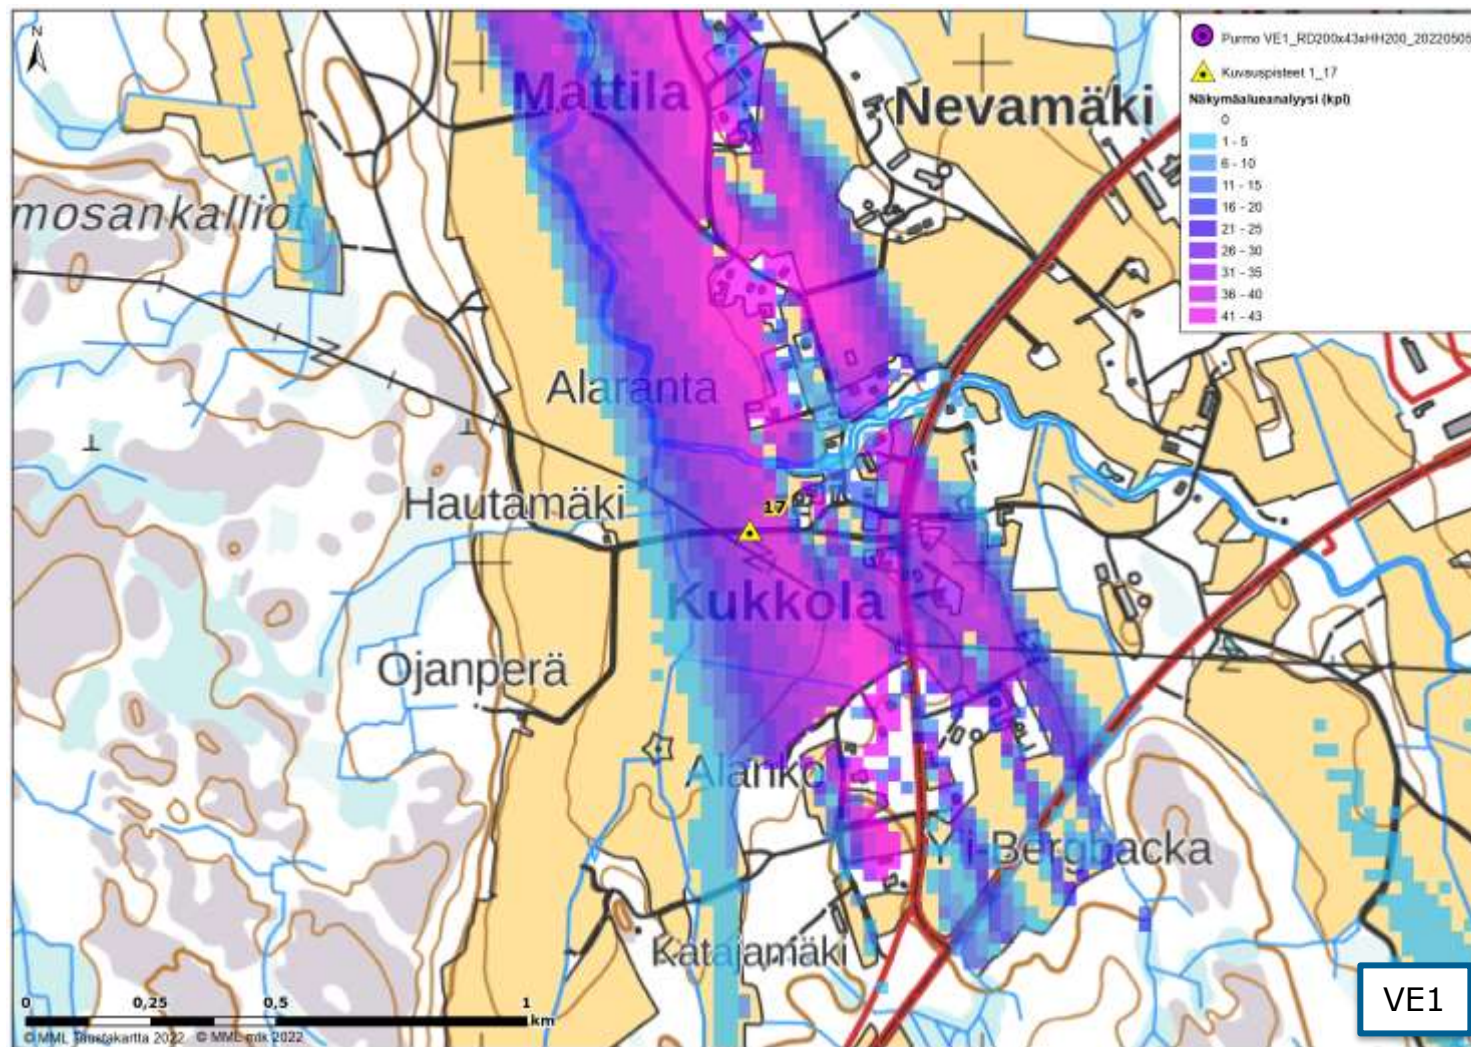 N
Purmo VE1_RD200x43xHH200_20220505
Kuvauspisteet 1_17
Näkymäalueanalyysi (kpl)
0
1 - 5
6 - 10
11 - 15
16 - 20
21 - 25
26 - 30
31 - 35
36 - 40
41 - 43
Mattila
Nevamäki
mosankalliot
Alaranta
Hautamäki
17
Kukkola
Ojanperä
Alanko
Yli-Bergbacka
Katajamäki
0 0,25 0,5 1
km
© MML Taustakartta 2022 © MML mtk 2022
VE1